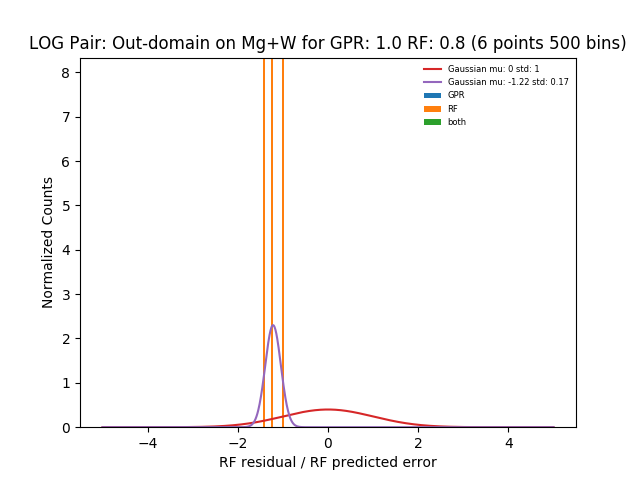 LOG Pair: Out-domain on Mg+W for GPR: 1.0 RF: 0.8 (6 points 500 bins)
Gaussian mu: 0 std: 1
Gaussian mu: -1.22 std: 0.17
GPR
RF
both
Normalized Counts
8
7
6
5
4
3
2
1
0
−4
−2
0
2
4
RF residual / RF predicted error